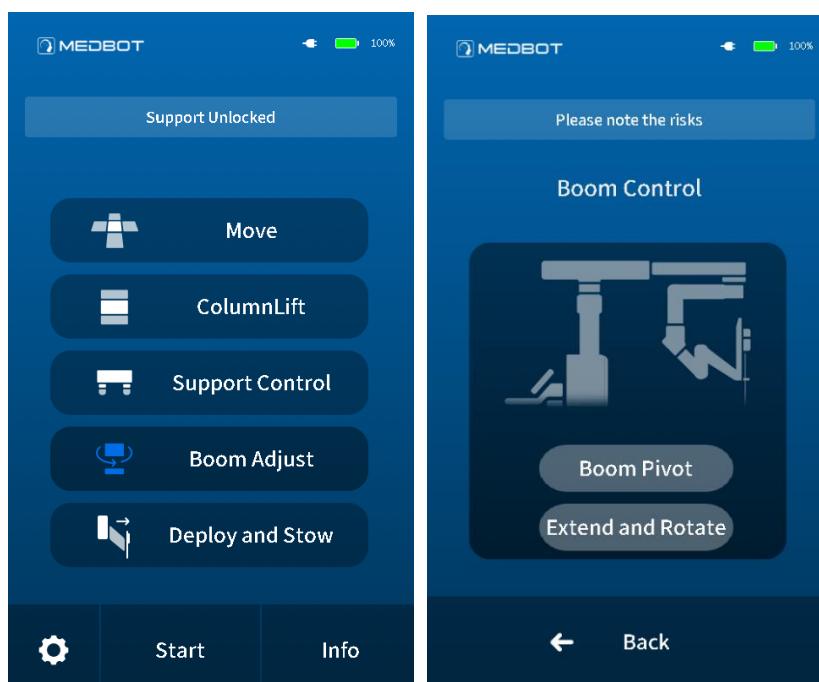 MEDBOT
100%
Support Unlocked
Move
ColumnLift
Support Control
Boom Adjust
Deploy and Stow
Start
Info
MEDBOT
100%
Please note the risks
Boom Control
Boom Pivot
Extend and Rotate
Back